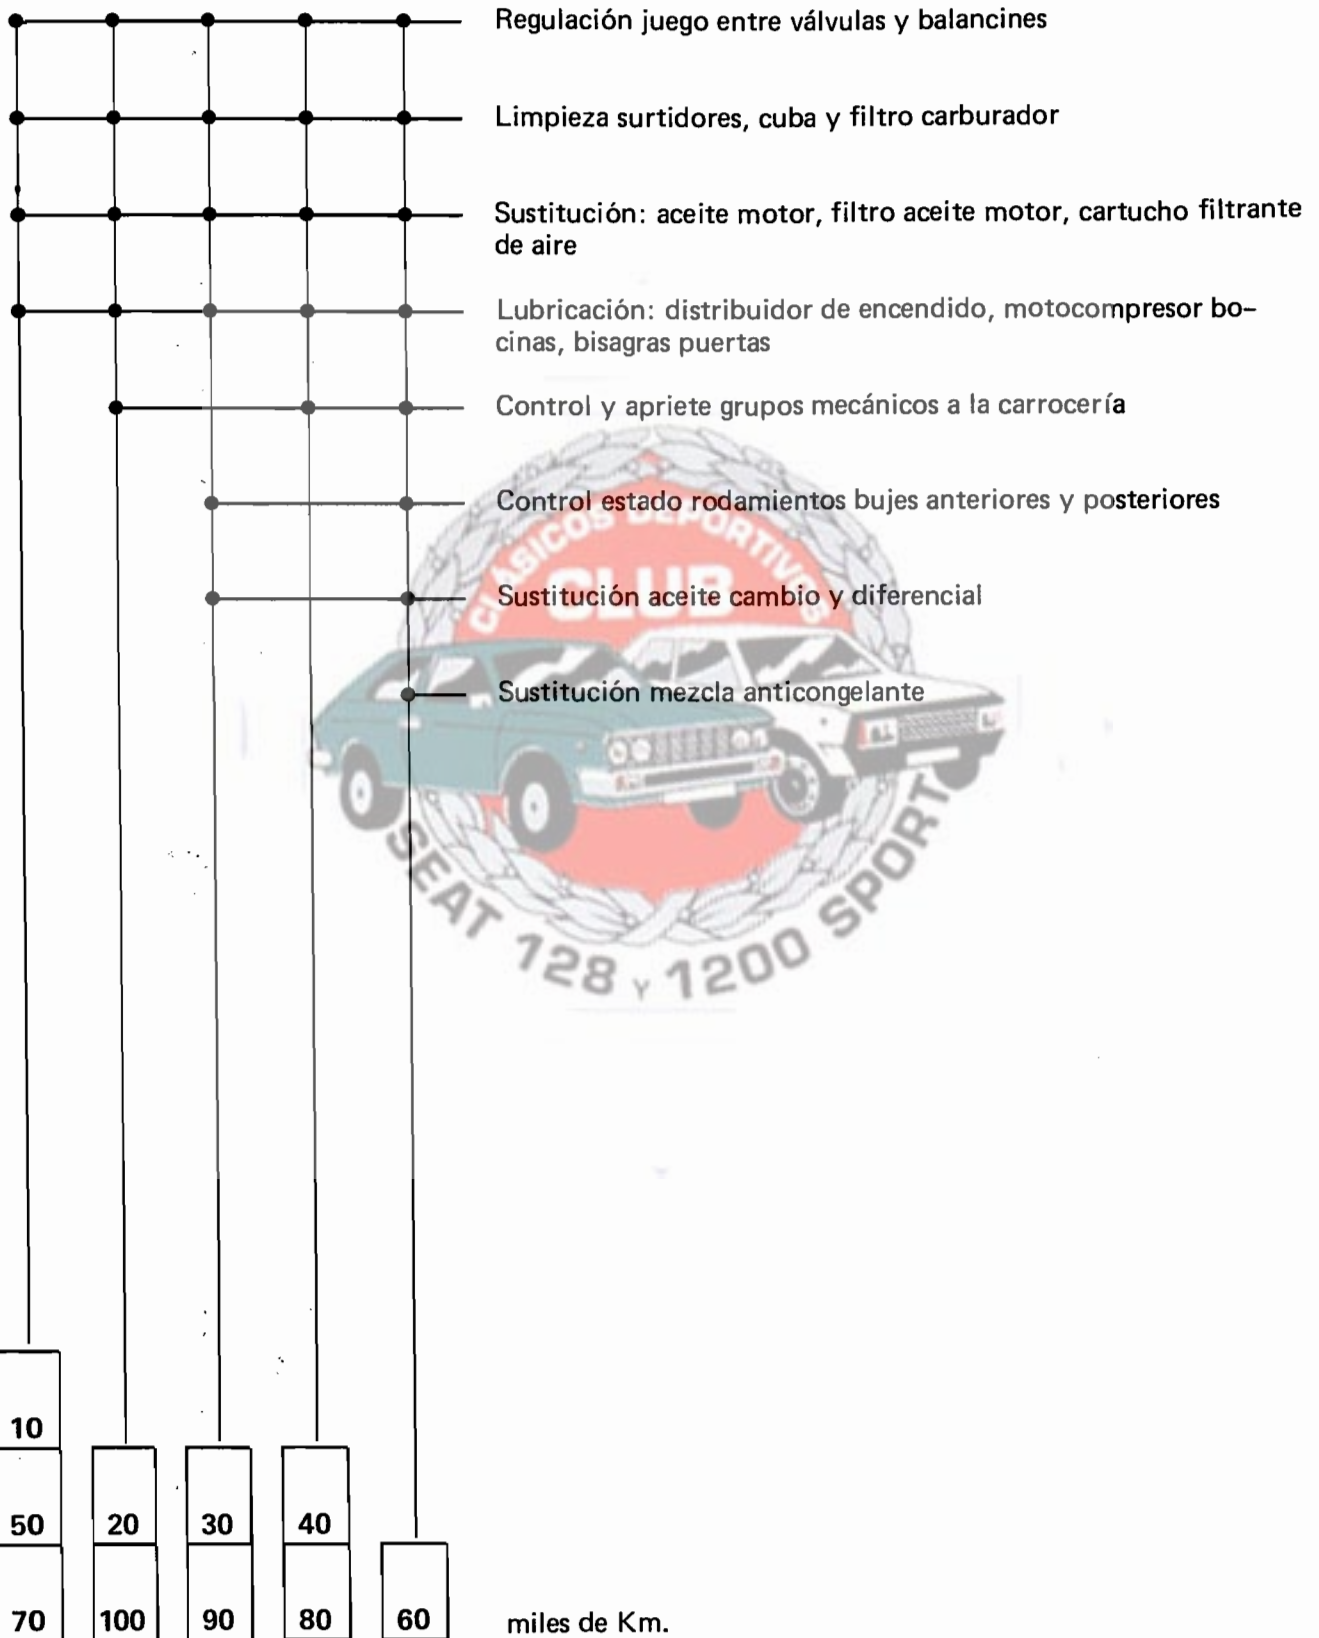 Regulación juego entre válvulas y balancines
Limpieza surtidores, cuba y filtro carburador
Sustitución: aceite motor, filtro aceite motor, cartucho filtrante
de aire
Lubricación: distribuidor de encendido, motocompresor bo–
cinas, bisagras puertas
Control y apriete grupos mecánicos a la carrocería
Control estado rodamientos bujes anteriores y posteriores
Sustitución aceite cambio y diferencial
Sustitución mezcla anticongelante
CLÁSICOS DEPORTIVOS
CLUB
SEAT 128 Y 1200 SPORT
10
50 20 30 40
70 100 90 80 60 miles de Km.